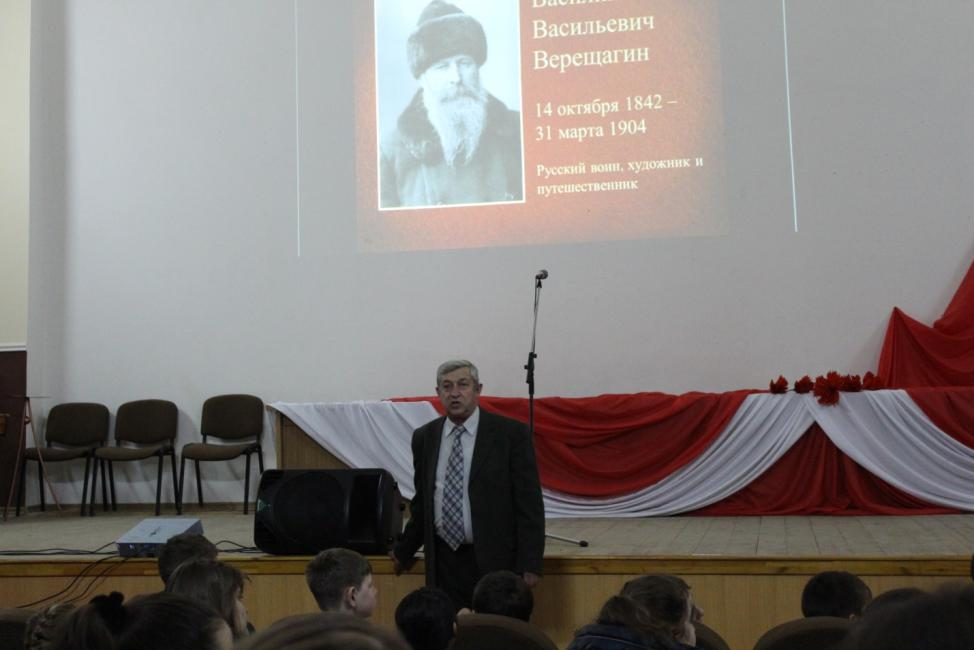 Васильевич
Верещагин
14 октября 1842 –
31 марта 1904
Русский воин, художник и
путешественник